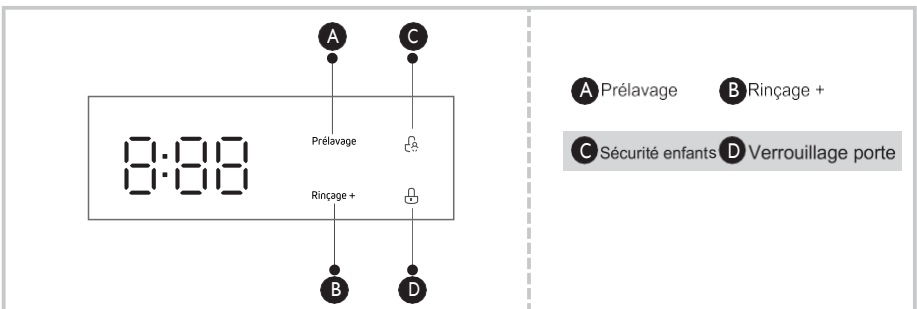 A C
8:88 Prélavage
Rinçage +
B D
A Prélavage B Rinçage +
C Sécurité enfants D Verrouillage porte